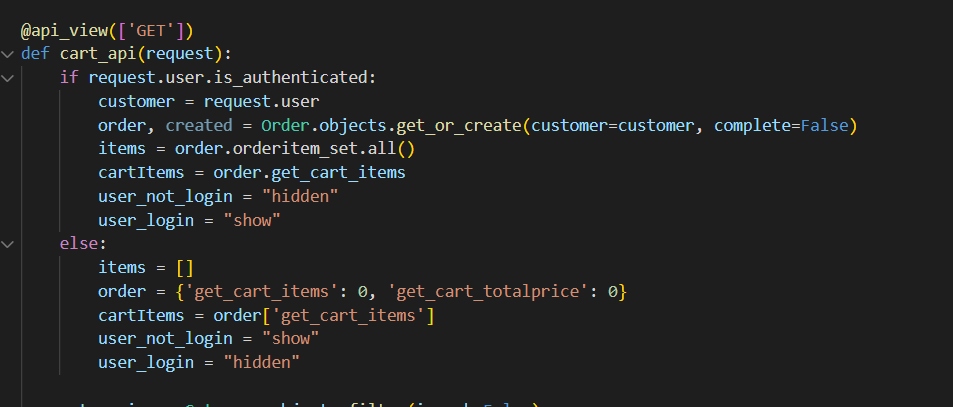 @api_view(['GET'])
def cart_api(request):
    if request.user.is_authenticated:
        customer = request.user
        order, created = Order.objects.get_or_create(customer=customer, complete=False)
        items = order.orderitem_set.all()
        cartItems = order.get_cart_items
        user_not_login = "hidden"
        user_login = "show"
    else:
        items = []
        order = {'get_cart_items': 0, 'get_cart_totalprice': 0}
        cartItems = order['get_cart_items']
        user_not_login = "show"
        user_login = "hidden"